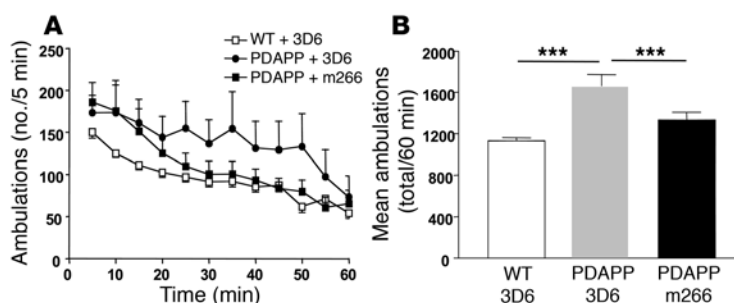 A
WT + 3D6
PDAPP + 3D6
PDAPP + m266
Ambulations (no./5 min)
250
200
150
100
50
0
0 10 20 30 40 50 60
Time (min)
B
*** ***
Mean ambulations
(total/60 min)
2000
1600
1200
800
400
0
WT PDAPP PDAPP
3D6 3D6 m266